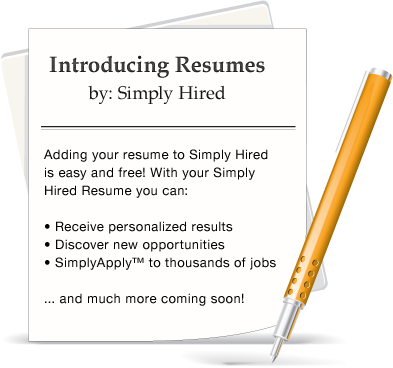 Introducing Resumes
by: Simply Hired
Adding your resume to Simply Hired
is easy and free! With your Simply
Hired Resume you can:
• Receive personalized results
• Discover new opportunities
• SimplyApply™ to thousands of jobs
... and much more coming soon!